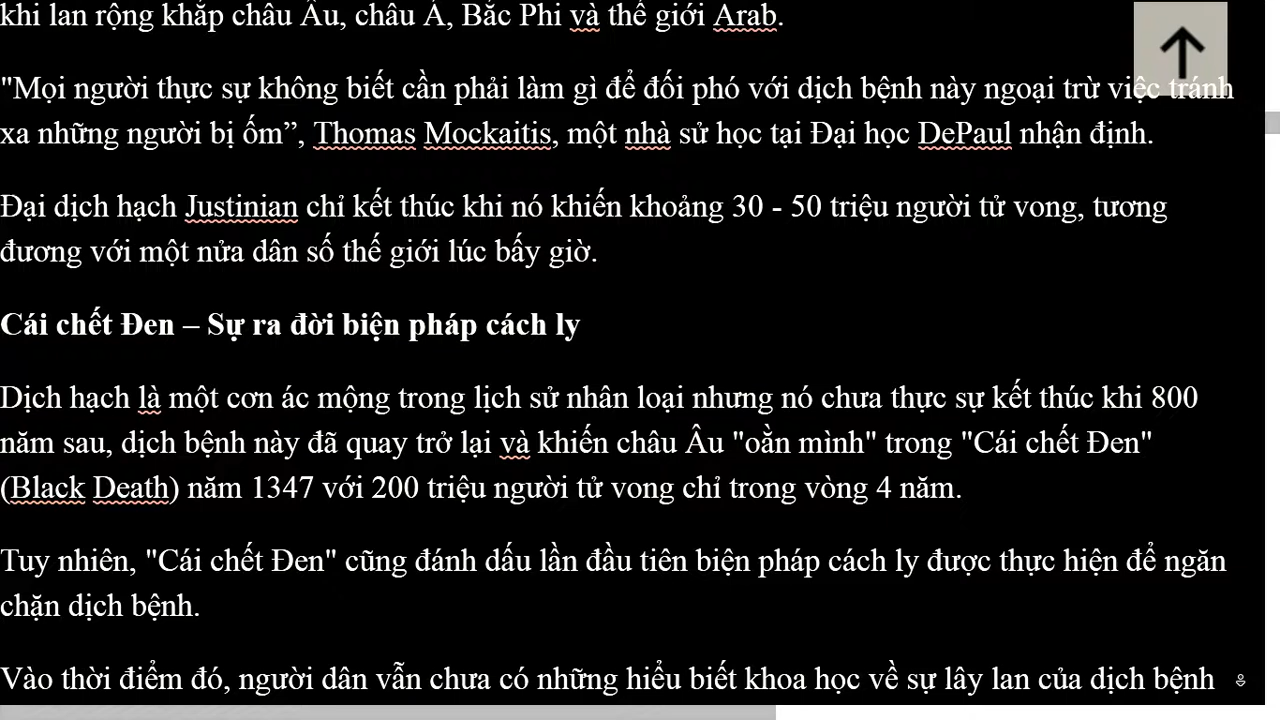 khi lan rộng khắp châu Âu, châu Á, Bắc Phi và thế giới Arab.
"Mọi người thực sự không biết cần phải làm gì để đối phó với dịch bệnh này ngoại trừ việc tránh
xa những người bị ốm”, Thomas Mockaitis, một nhà sử học tại Đại học DePaul nhận định.
Đại dịch hạch Justinian chỉ kết thúc khi nó khiến khoảng 30 - 50 triệu người tử vong, tương
đương với một nửa dân số thế giới lúc bấy giờ.
Cái chết Đen – Sự ra đời biện pháp cách ly
Dịch hạch là một cơn ác mộng trong lịch sử nhân loại nhưng nó chưa thực sự kết thúc khi 800
năm sau, dịch bệnh này đã quay trở lại và khiến châu Âu "oằn mình" trong "Cái chết Đen"
(Black Death) năm 1347 với 200 triệu người tử vong chỉ trong vòng 4 năm.
Tuy nhiên, "Cái chết Đen" cũng đánh dấu lần đầu tiên biện pháp cách ly được thực hiện để ngăn
chặn dịch bệnh.
Vào thời điểm đó, người dân vẫn chưa có những hiểu biết khoa học về sự lây lan của dịch bệnh